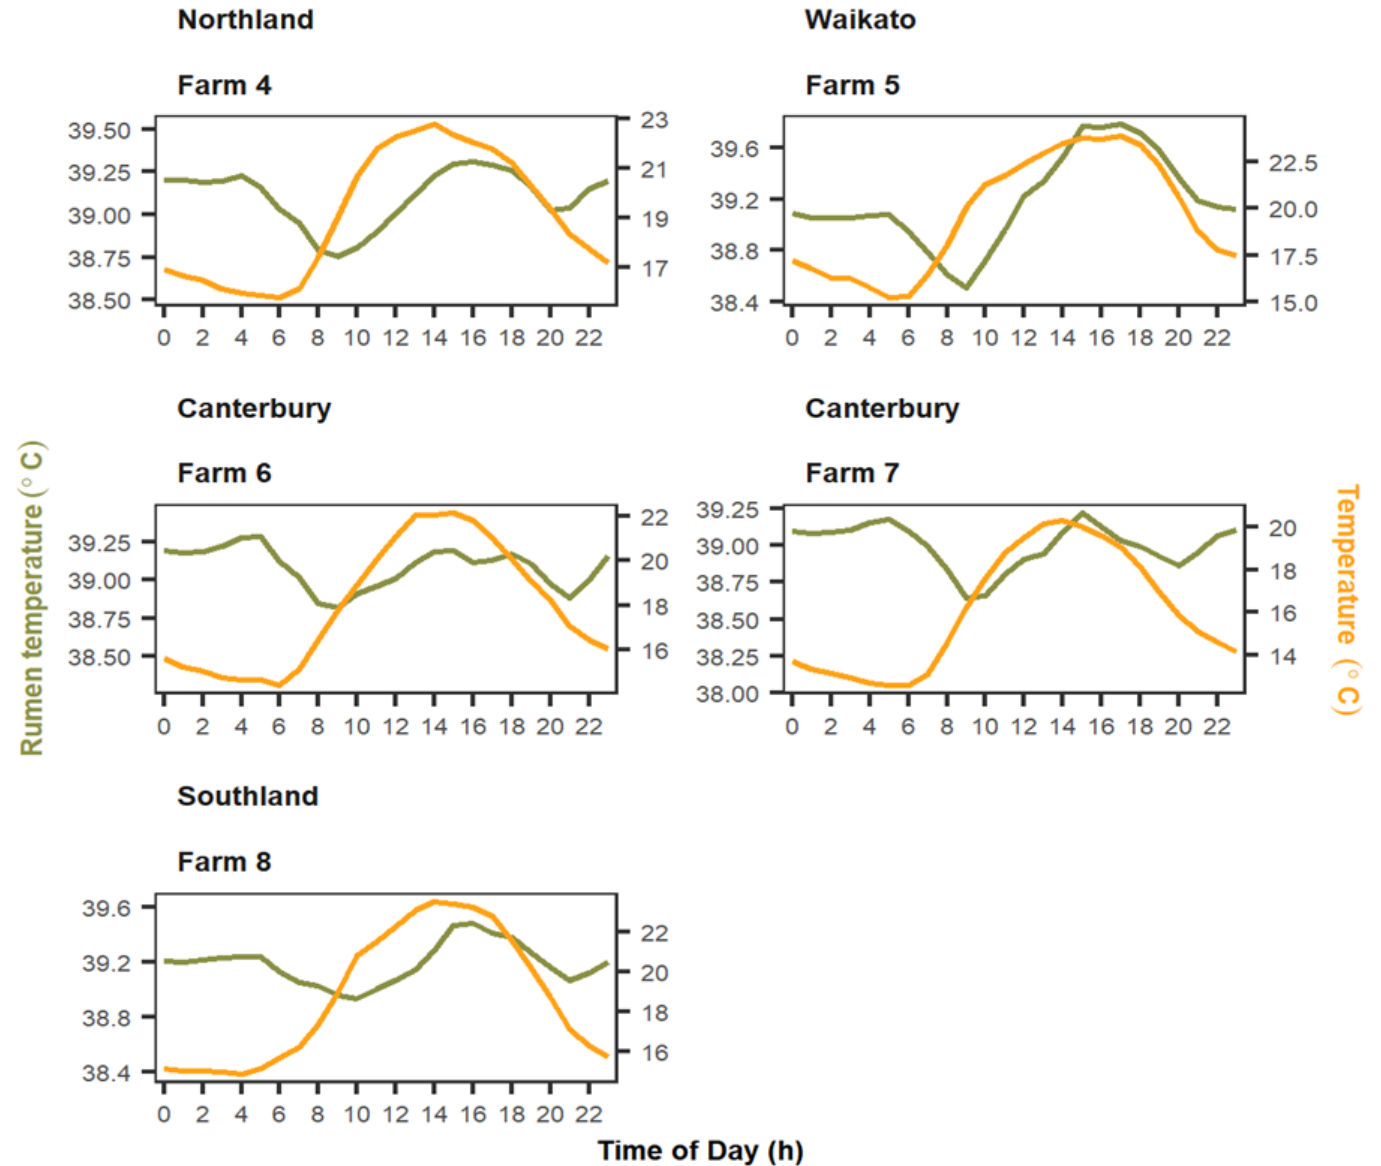 Northland
Waikato
Farm 4
Farm 5
39.50
39.25
39.00
38.75
38.50
23
21
19
17
0 2 4 6 8 10 12 14 16 18 20 22
39.6
39.2
38.8
38.4
22.5
20.0
17.5
15.0
0 2 4 6 8 10 12 14 16 18 20 22
Canterbury
Canterbury
Farm 6
Farm 7
39.25
39.00
38.75
38.50
22
20
18
16
0 2 4 6 8 10 12 14 16 18 20 22
39.25
39.00
38.75
38.50
38.25
38.00
20
18
16
14
0 2 4 6 8 10 12 14 16 18 20 22
Rumen temperature (° C)
Temperature (° C)
Southland
Farm 8
39.6
39.2
38.8
38.4
22
20
18
16
0 2 4 6 8 10 12 14 16 18 20 22
Time of Day (h)